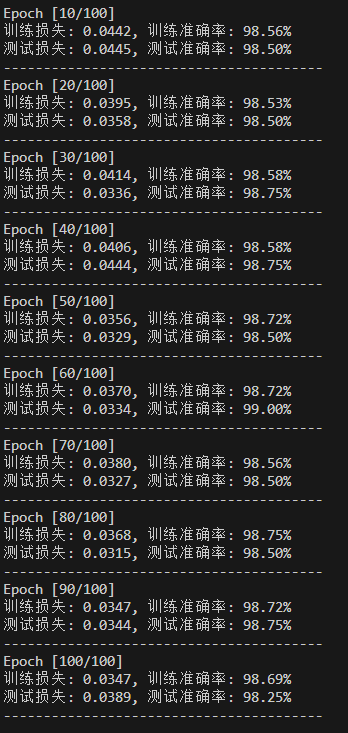 Epoch [10/100]
训练损失: 0.0442, 训练准确率: 98.56%
测试损失: 0.0445, 测试准确率: 98.50%
----------------------------------------
Epoch [20/100]
训练损失: 0.0395, 训练准确率: 98.53%
测试损失: 0.0358, 测试准确率: 98.50%
----------------------------------------
Epoch [30/100]
训练损失: 0.0414, 训练准确率: 98.58%
测试损失: 0.0336, 测试准确率: 98.75%
----------------------------------------
Epoch [40/100]
训练损失: 0.0406, 训练准确率: 98.58%
测试损失: 0.0444, 测试准确率: 98.75%
----------------------------------------
Epoch [50/100]
训练损失: 0.0356, 训练准确率: 98.72%
测试损失: 0.0329, 测试准确率: 98.50%
----------------------------------------
Epoch [60/100]
训练损失: 0.0370, 训练准确率: 98.72%
测试损失: 0.0334, 测试准确率: 99.00%
----------------------------------------
Epoch [70/100]
训练损失: 0.0380, 训练准确率: 98.56%
测试损失: 0.0327, 测试准确率: 98.50%
----------------------------------------
Epoch [80/100]
训练损失: 0.0368, 训练准确率: 98.75%
测试损失: 0.0315, 测试准确率: 98.50%
----------------------------------------
Epoch [90/100]
训练损失: 0.0347, 训练准确率: 98.72%
测试损失: 0.0344, 测试准确率: 98.75%
----------------------------------------
Epoch [100/100]
训练损失: 0.0347, 训练准确率: 98.69%
测试损失: 0.0389, 测试准确率: 98.25%
----------------------------------------